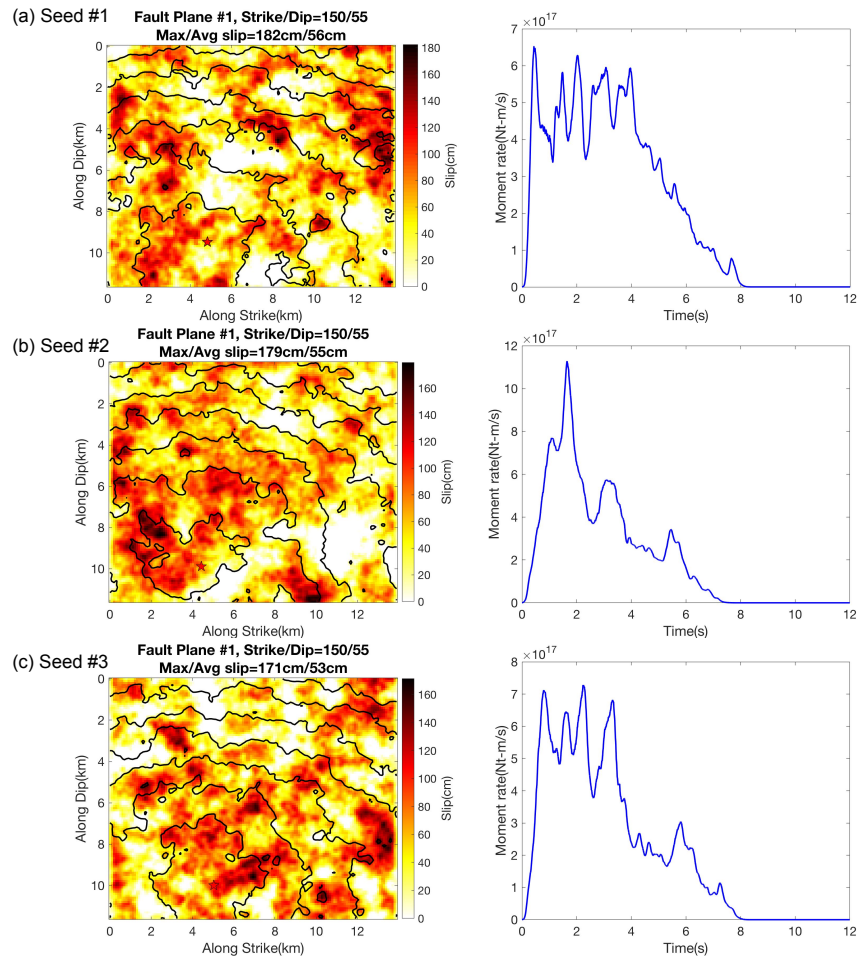 (a) Seed #1
Fault Plane #1, Strike/Dip=150/55
Max/Avg slip=182cm/56cm
0
2
4
6
8
10
Along Dip(km)
0 2 4 6 8 10 12
Along Strike(km)
180
160
140
120
100
80
60
40
20
0
Slip(cm)
×10¹⁷
7
6
5
4
3
2
1
0
Moment rate(Nt-m/s)
0 2 4 6 8 10 12
Time(s)
(b) Seed #2
Fault Plane #1, Strike/Dip=150/55
Max/Avg slip=179cm/55cm
0
2
4
6
8
10
Along Dip(km)
0 2 4 6 8 10 12
Along Strike(km)
160
140
120
100
80
60
40
20
0
Slip(cm)
×10¹⁷
12
10
8
6
4
2
0
Moment rate(Nt-m/s)
0 2 4 6 8 10 12
Time(s)
(c) Seed #3
Fault Plane #1, Strike/Dip=150/55
Max/Avg slip=171cm/53cm
0
2
4
6
8
10
Along Dip(km)
0 2 4 6 8 10 12
Along Strike(km)
160
140
120
100
80
60
40
20
0
Slip(cm)
×10¹⁷
8
7
6
5
4
3
2
1
0
Moment rate(Nt-m/s)
0 2 4 6 8 10 12
Time(s)